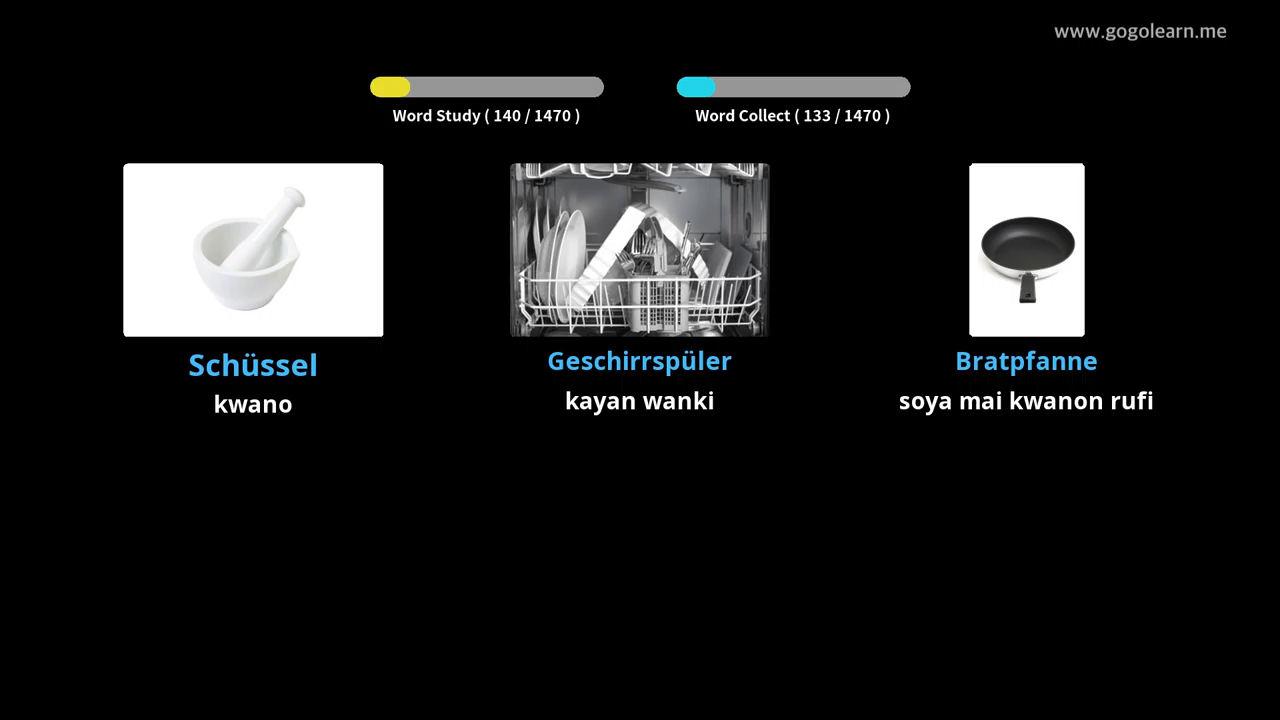 www.gogolearn.me
Word Study ( 140 / 1470 )
Word Collect ( 133 / 1470 )
Schüssel
kwano
Geschirrspüler
kayan wanki
Bratpfanne
soya mai kwanon rufi